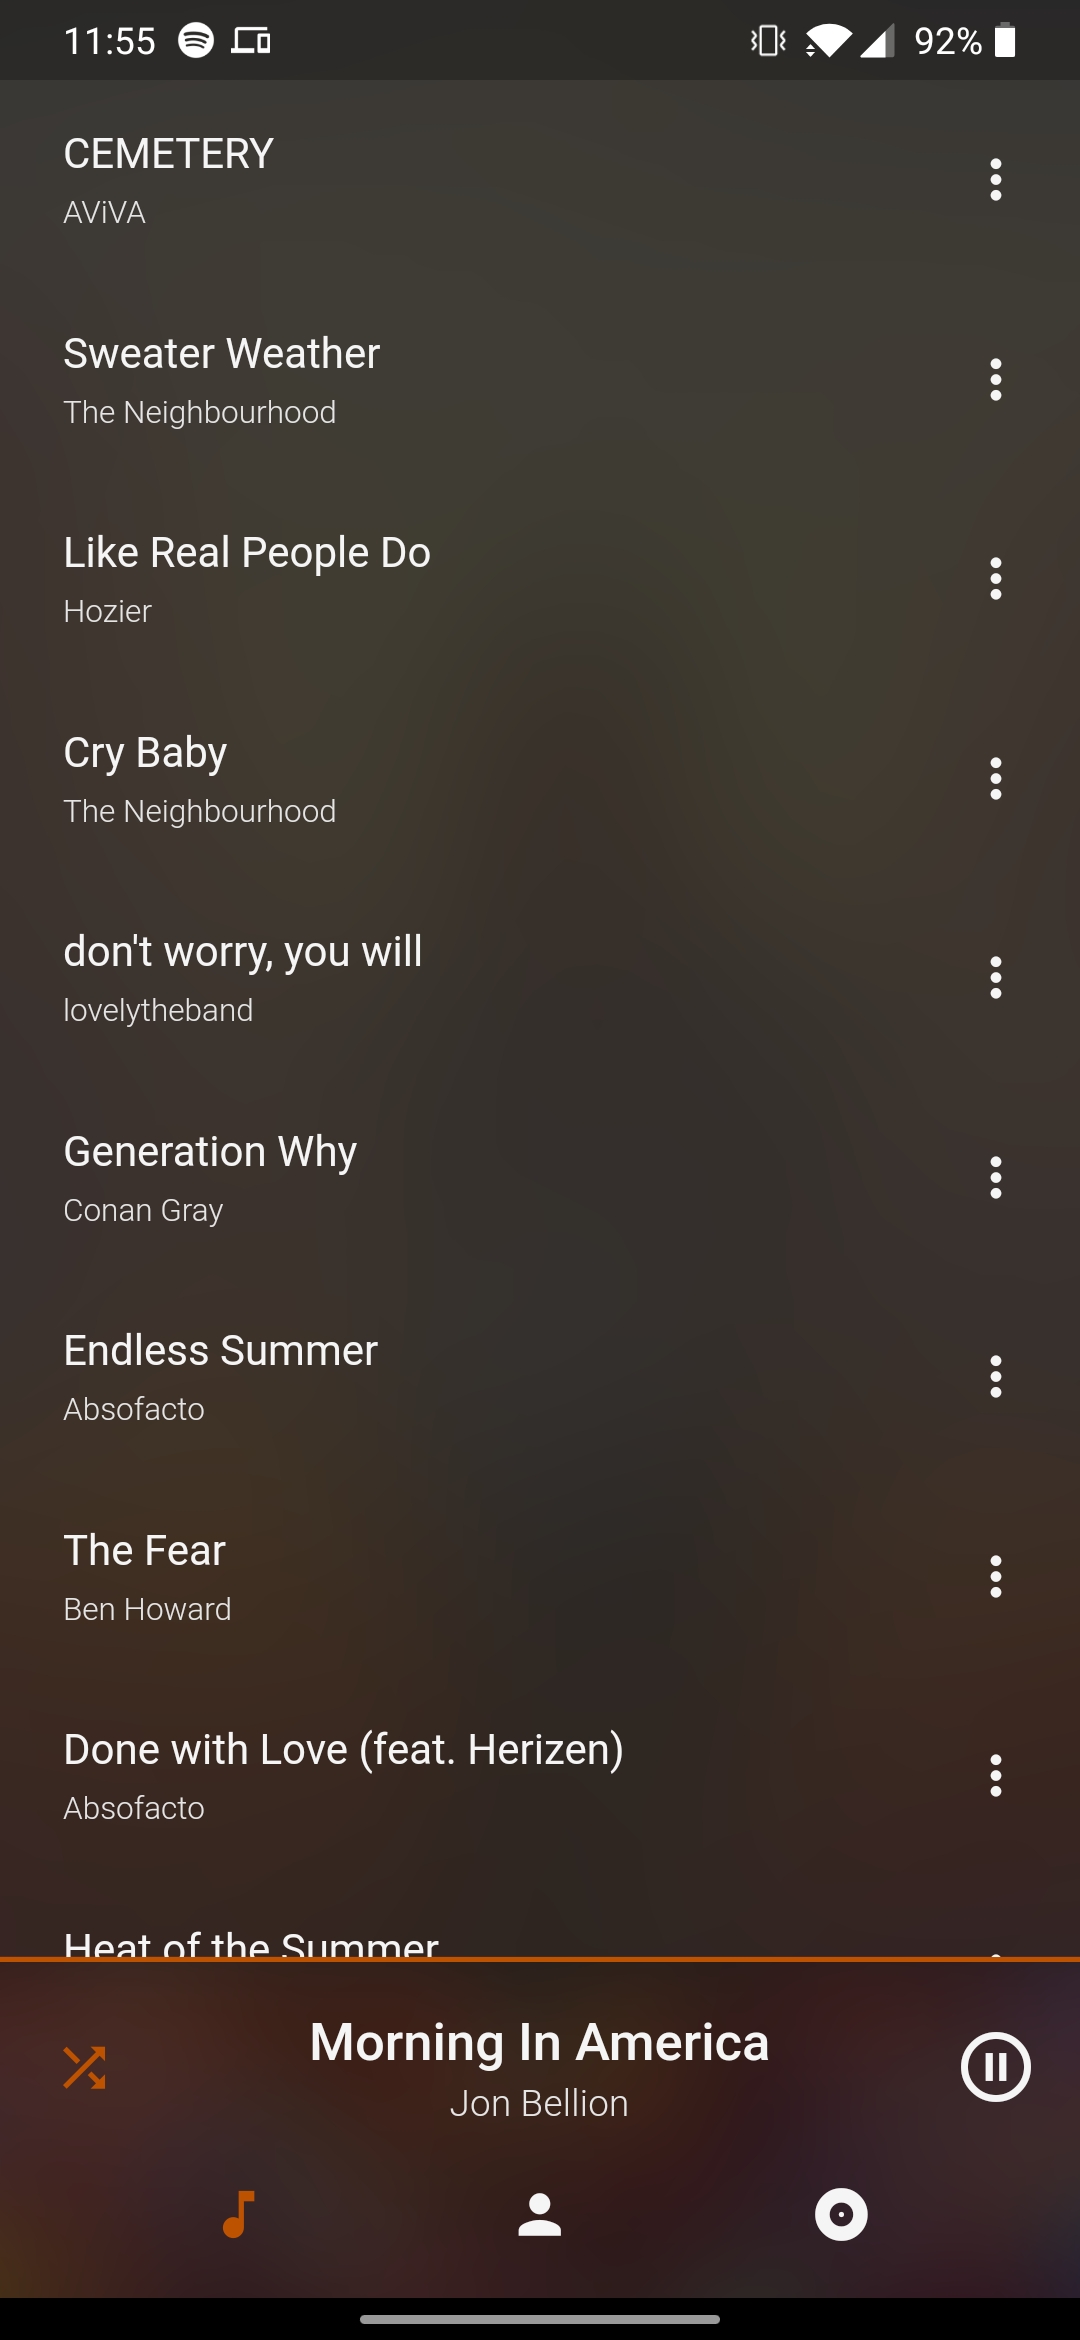 11:55
92%
CEMETERY
AViVA
Sweater Weather
The Neighbourhood
Like Real People Do
Hozier
Cry Baby
The Neighbourhood
don't worry, you will
lovelytheband
Generation Why
Conan Gray
Endless Summer
Absofacto
The Fear
Ben Howard
Done with Love (feat. Herizen)
Absofacto
Heat of the Summer
Morning In America
Jon Bellion